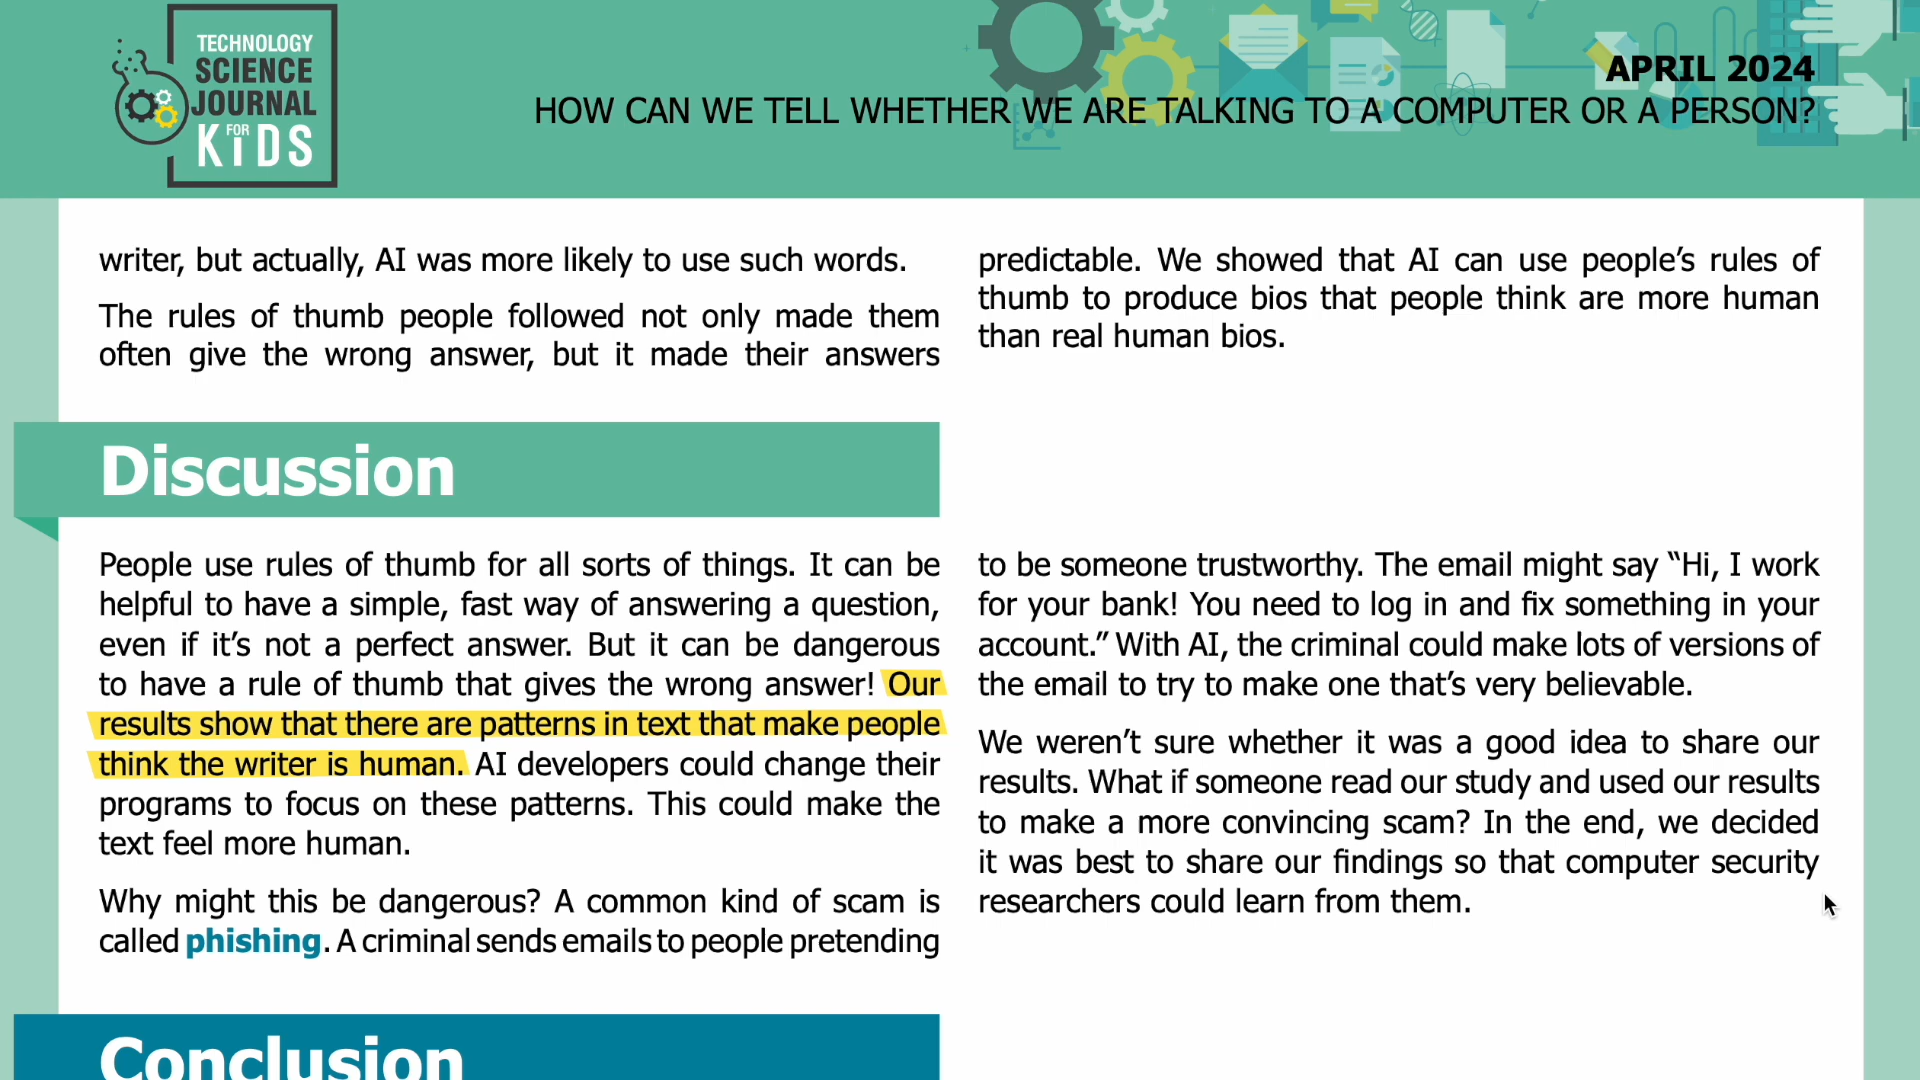 TECHNOLOGY
SCIENCE
JOURNAL
FOR
KiDS
APRIL 2024
HOW CAN WE TELL WHETHER WE ARE TALKING TO A COMPUTER OR A PERSON?
writer, but actually, AI was more likely to use such words.
The rules of thumb people followed not only made them
often give the wrong answer, but it made their answers
predictable. We showed that AI can use people’s rules of
thumb to produce bios that people think are more human
than real human bios.
Discussion
People use rules of thumb for all sorts of things. It can be
helpful to have a simple, fast way of answering a question,
even if it’s not a perfect answer. But it can be dangerous
to have a rule of thumb that gives the wrong answer! Our
results show that there are patterns in text that make people
think the writer is human. AI developers could change their
programs to focus on these patterns. This could make the
text feel more human.
Why might this be dangerous? A common kind of scam is
called phishing. A criminal sends emails to people pretending
to be someone trustworthy. The email might say “Hi, I work
for your bank! You need to log in and fix something in your
account.” With AI, the criminal could make lots of versions of
the email to try to make one that’s very believable.
We weren’t sure whether it was a good idea to share our
results. What if someone read our study and used our results
to make a more convincing scam? In the end, we decided
it was best to share our findings so that computer security
researchers could learn from them.
Conclusion